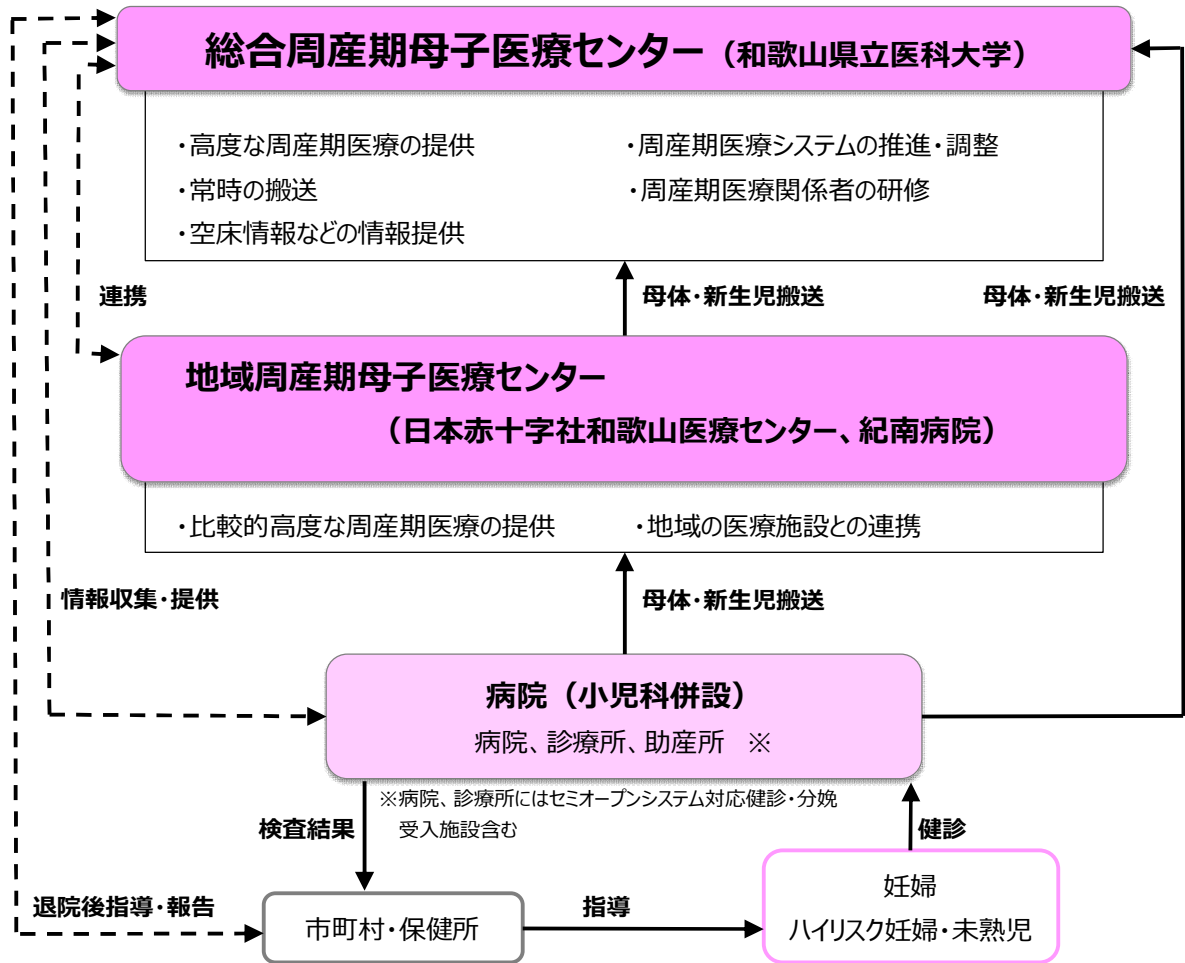 総合周産期母子医療センター（和歌山県立医科大学）
・高度な周産期医療の提供
・周産期医療システムの推進・調整
・常時の搬送
・周産期医療関係者の研修
・空床情報などの情報提供
連携
母体・新生児搬送
母体・新生児搬送
地域周産期母子医療センター
（日本赤十字社和歌山医療センター、紀南病院）
・比較的高度な周産期医療の提供
・地域の医療施設との連携
情報収集・提供
母体・新生児搬送
病院（小児科併設）
病院、診療所、助産所　※
※病院、診療所にはセミオープンシステム対応健診・分娩
受入施設含む
検査結果
健診
退院後指導・報告
市町村・保健所
指導
妊婦
ハイリスク妊婦・未熟児